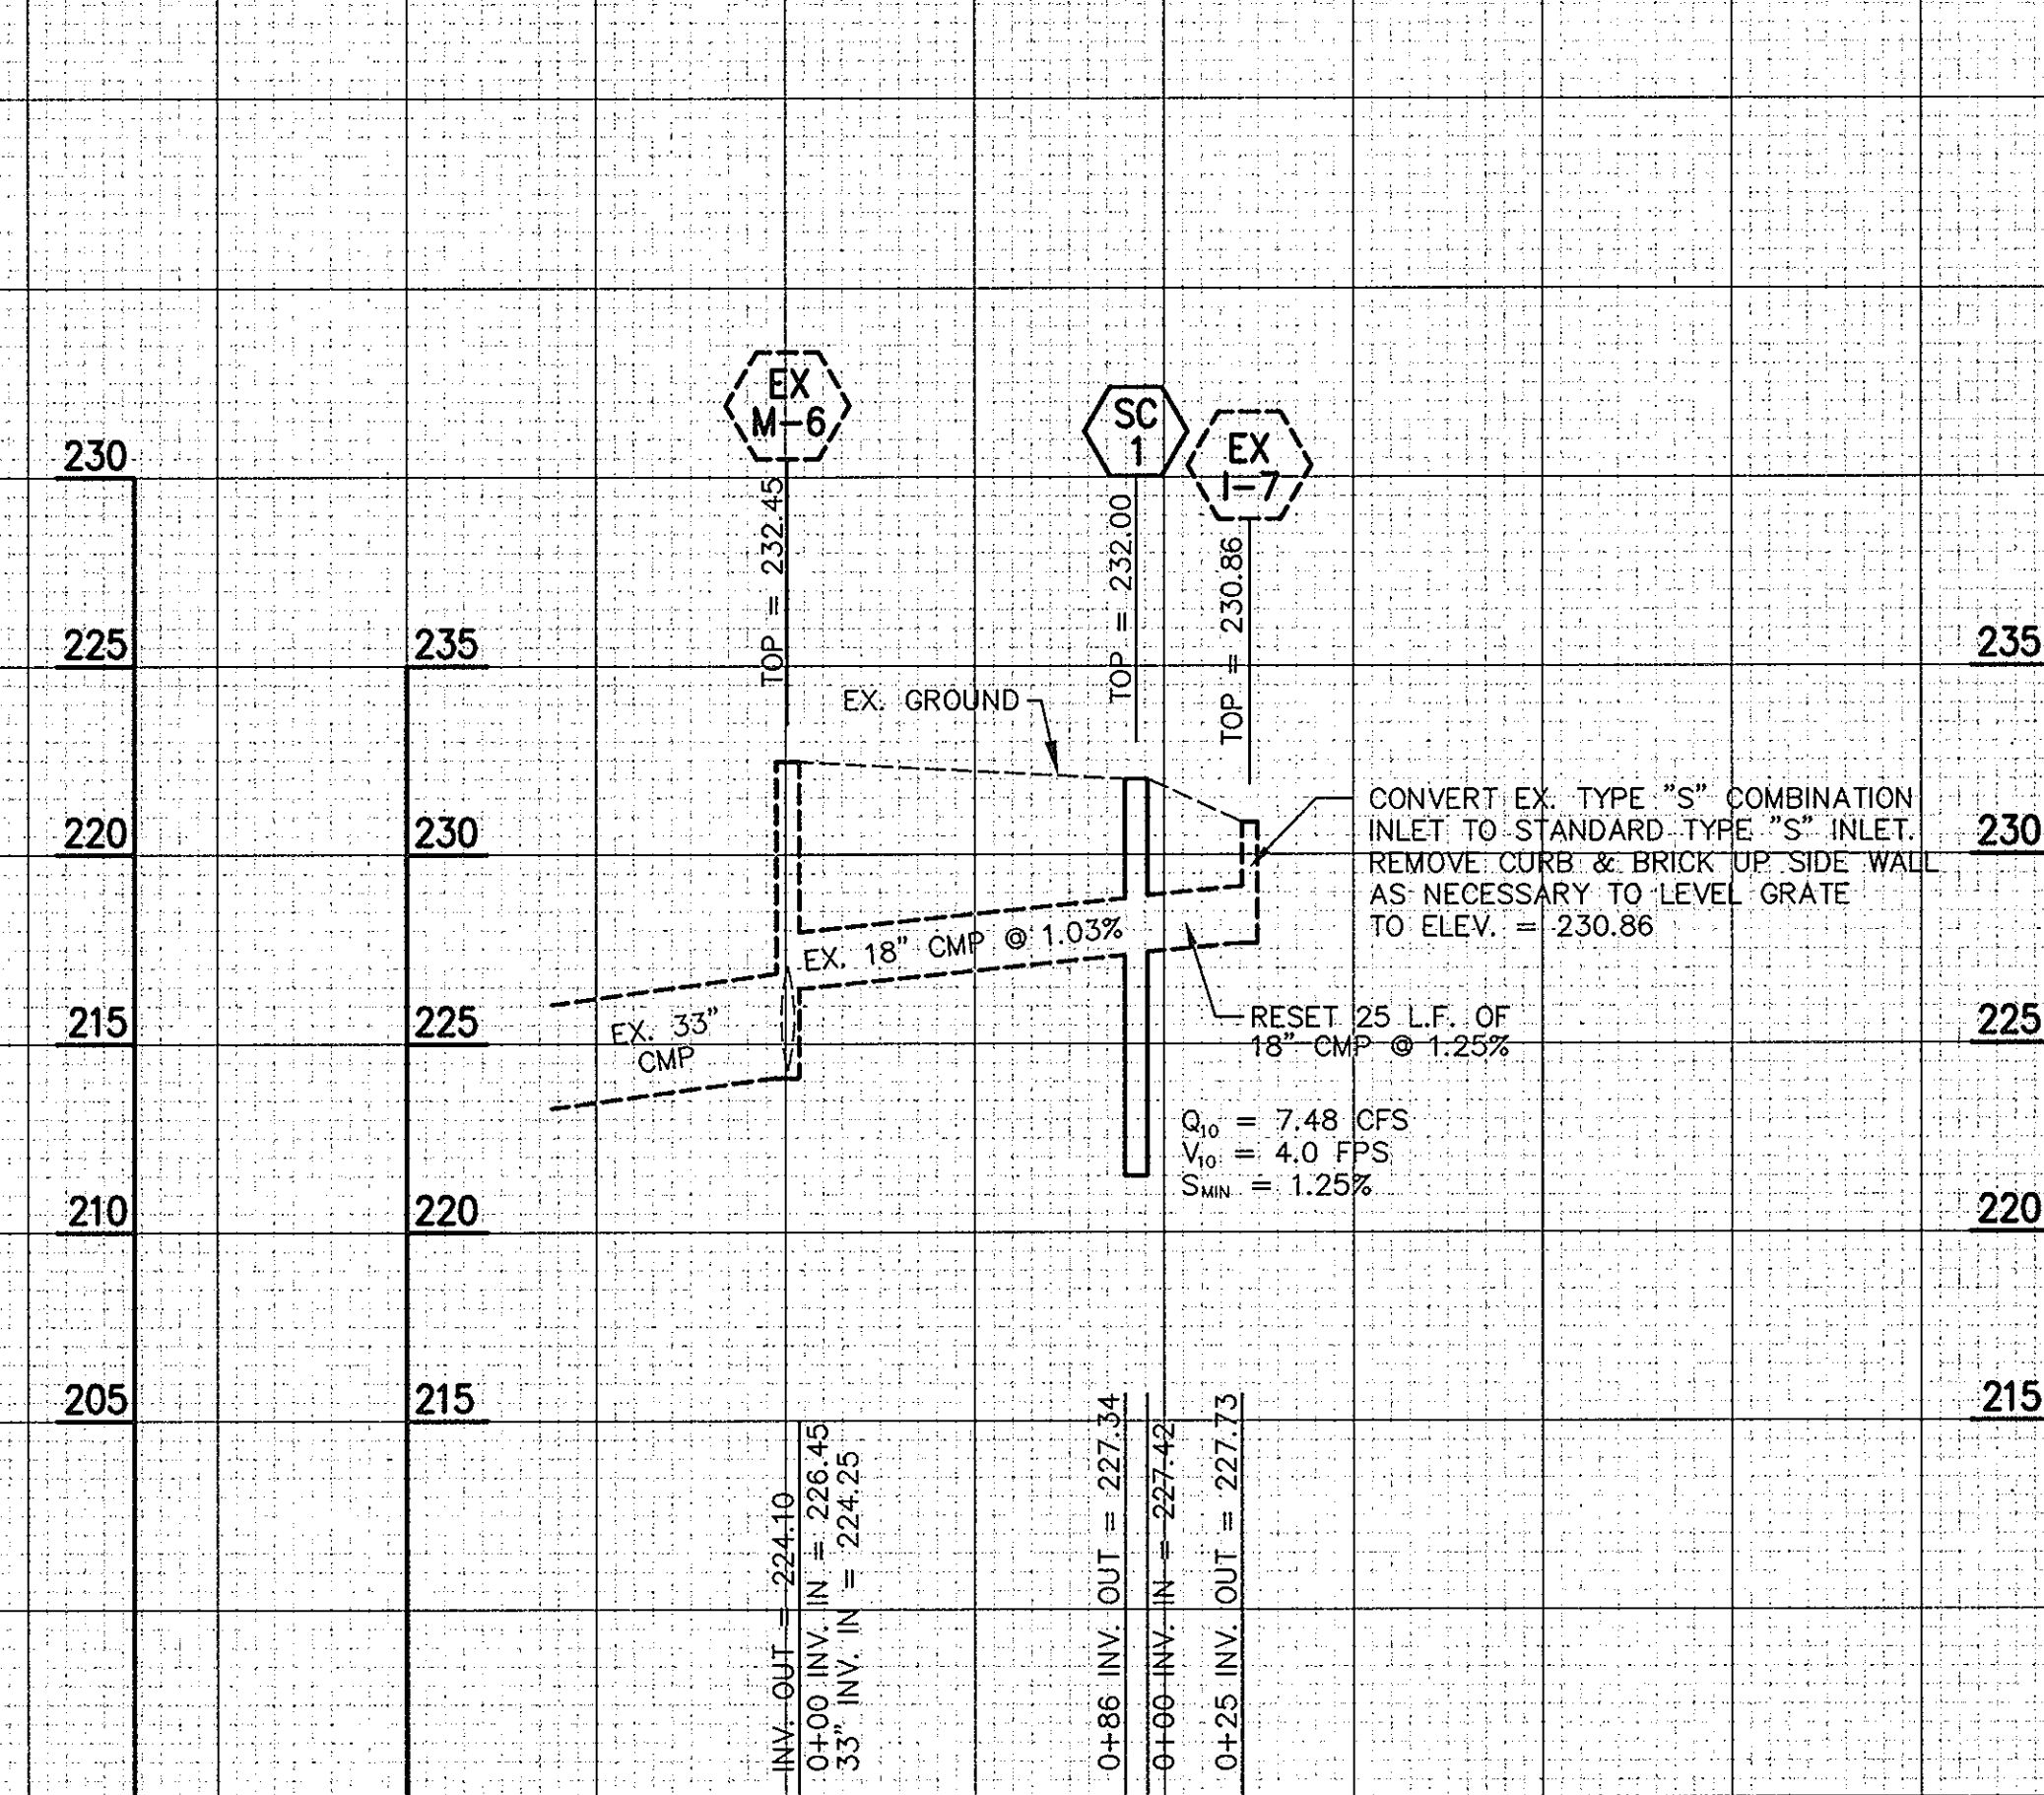 EX
M-6
SC
1
EX
I-7
230
225
220
215
210
205
235
230
225
220
215
TOP = 232.45
TOP = 232.00
TOP = 230.86
EX. GROUND
CONVERT EX. TYPE "S" COMBINATION
INLET TO STANDARD TYPE "S" INLET.
REMOVE CURB & BRICK UP SIDE WALL
AS NECESSARY TO LEVEL GRATE
TO ELEV. = 230.86
EX. 18" CMP @ 1.03%
EX. 33"
CMP
RESET 25 L.F. OF
18" CMP @ 1.25%
Q10 = 7.48 CFS
V10 = 4.0 FPS
SMIN = 1.25%
235
230
225
220
215
INV. OUT = 224.10
0+00 INV. IN = 226.45
33" INV. IN = 224.25
0+86 INV. OUT = 227.34
0+00 INV. IN = 227.42
0+25 INV. OUT = 227.73